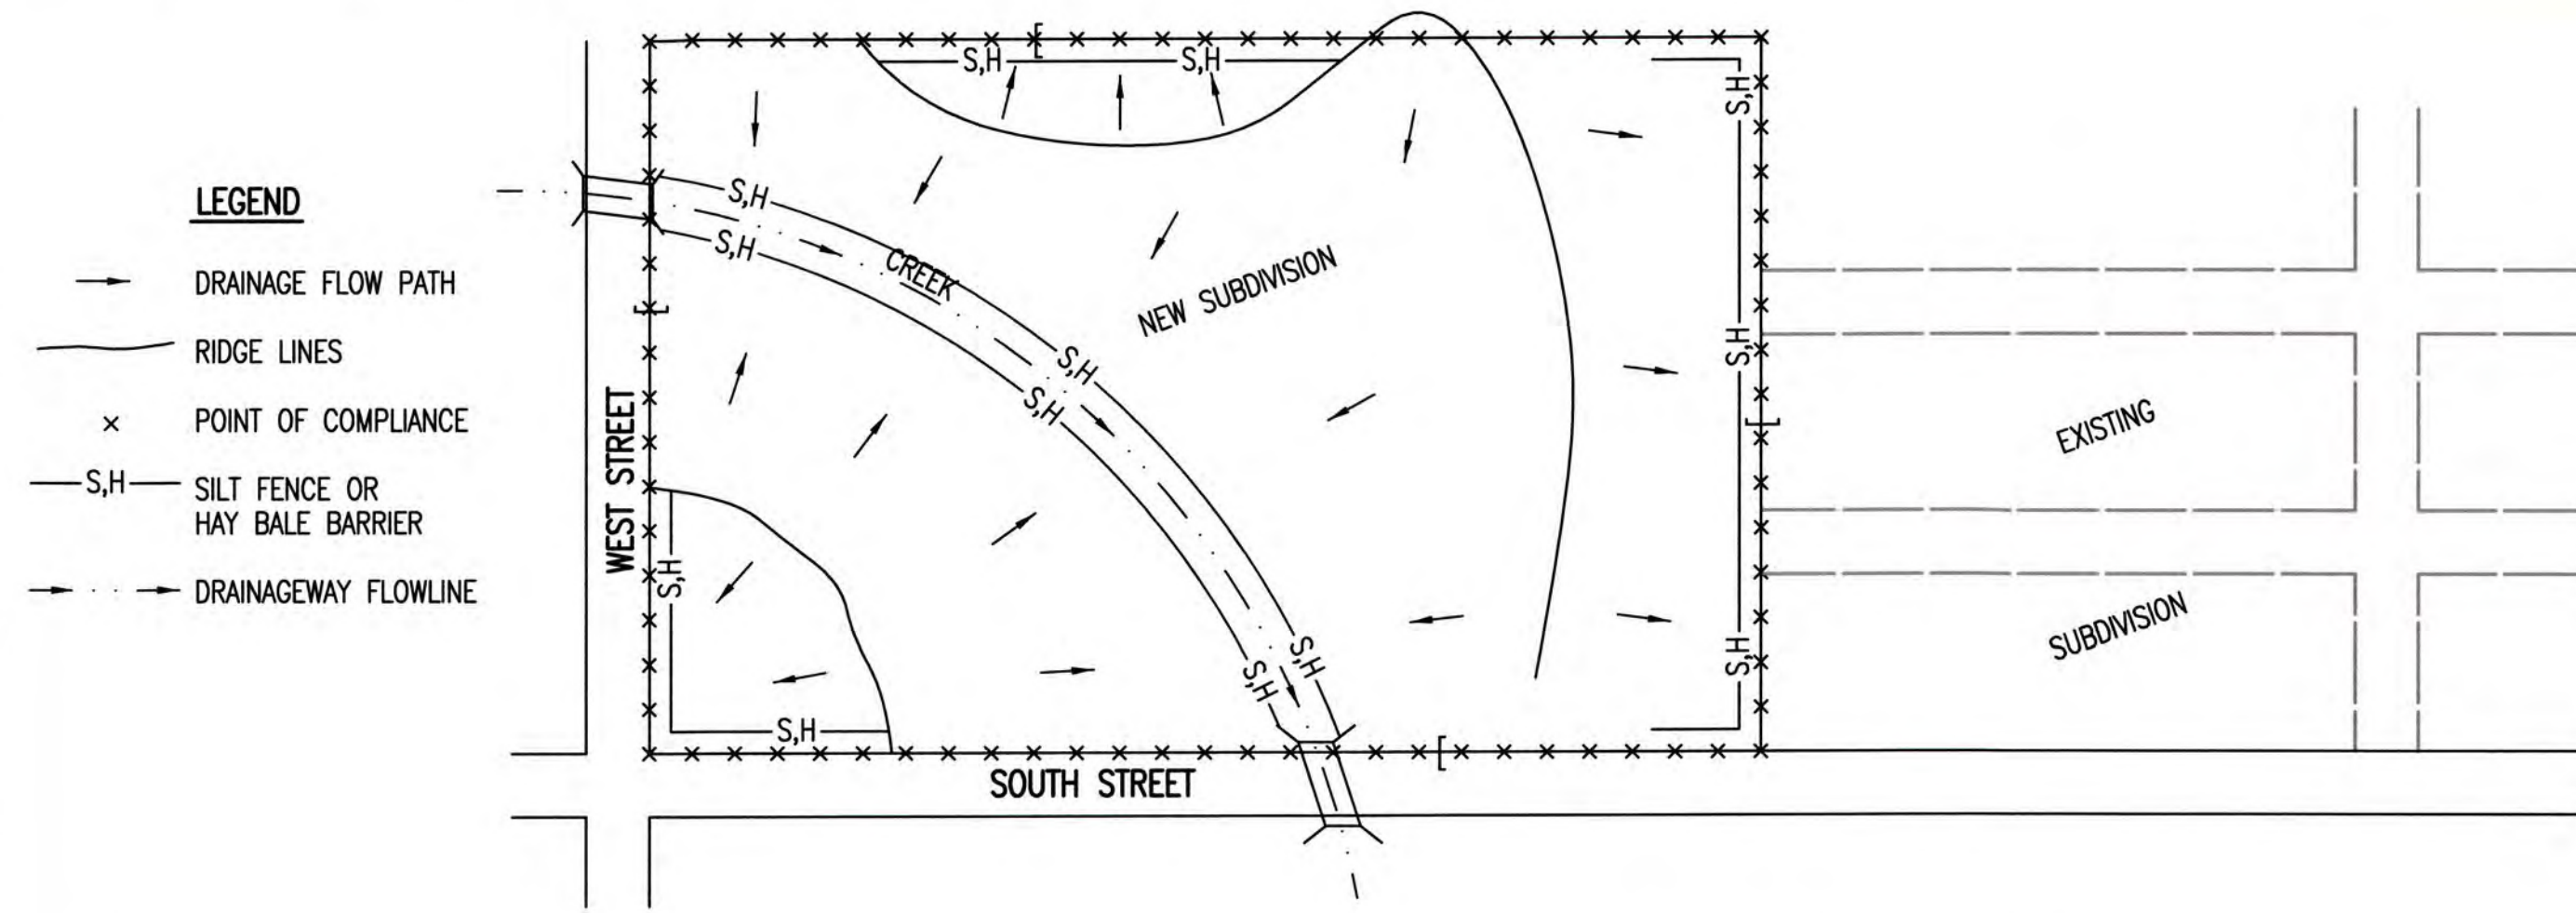 LEGEND
DRAINAGE FLOW PATH
RIDGE LINES
POINT OF COMPLIANCE
S,H
SILT FENCE OR
HAY BALE BARRIER
DRAINAGEWAY FLOWLINE
S,H
S,H
S,H
S,H
S,H
CREEK
NEW SUBDIVISION
S,H
S,H
S,H
WEST STREET
EXISTING
S,H
SUBDIVISION
S,H
S,H
S,H
S,H
SOUTH STREET